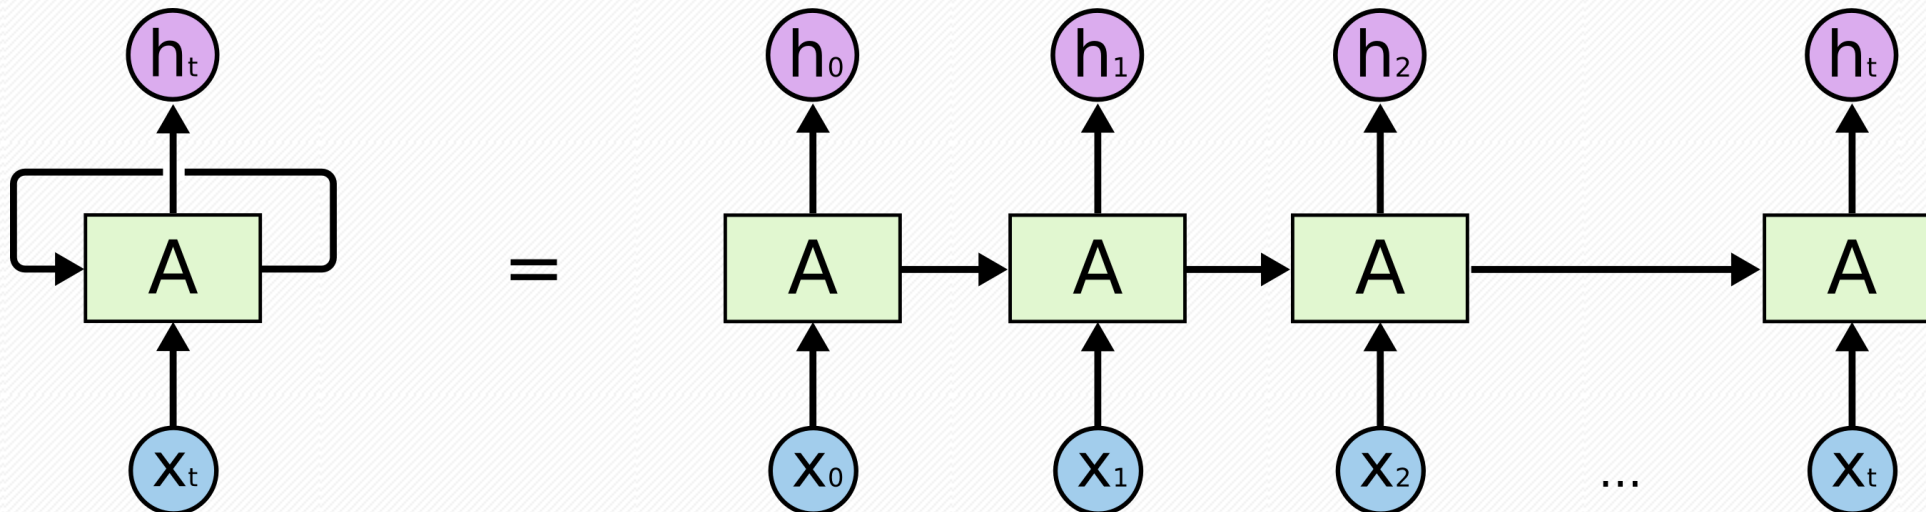 ht h0 h1 h2 ht
A = A A A A
xt x0 x1 x2 ... xt